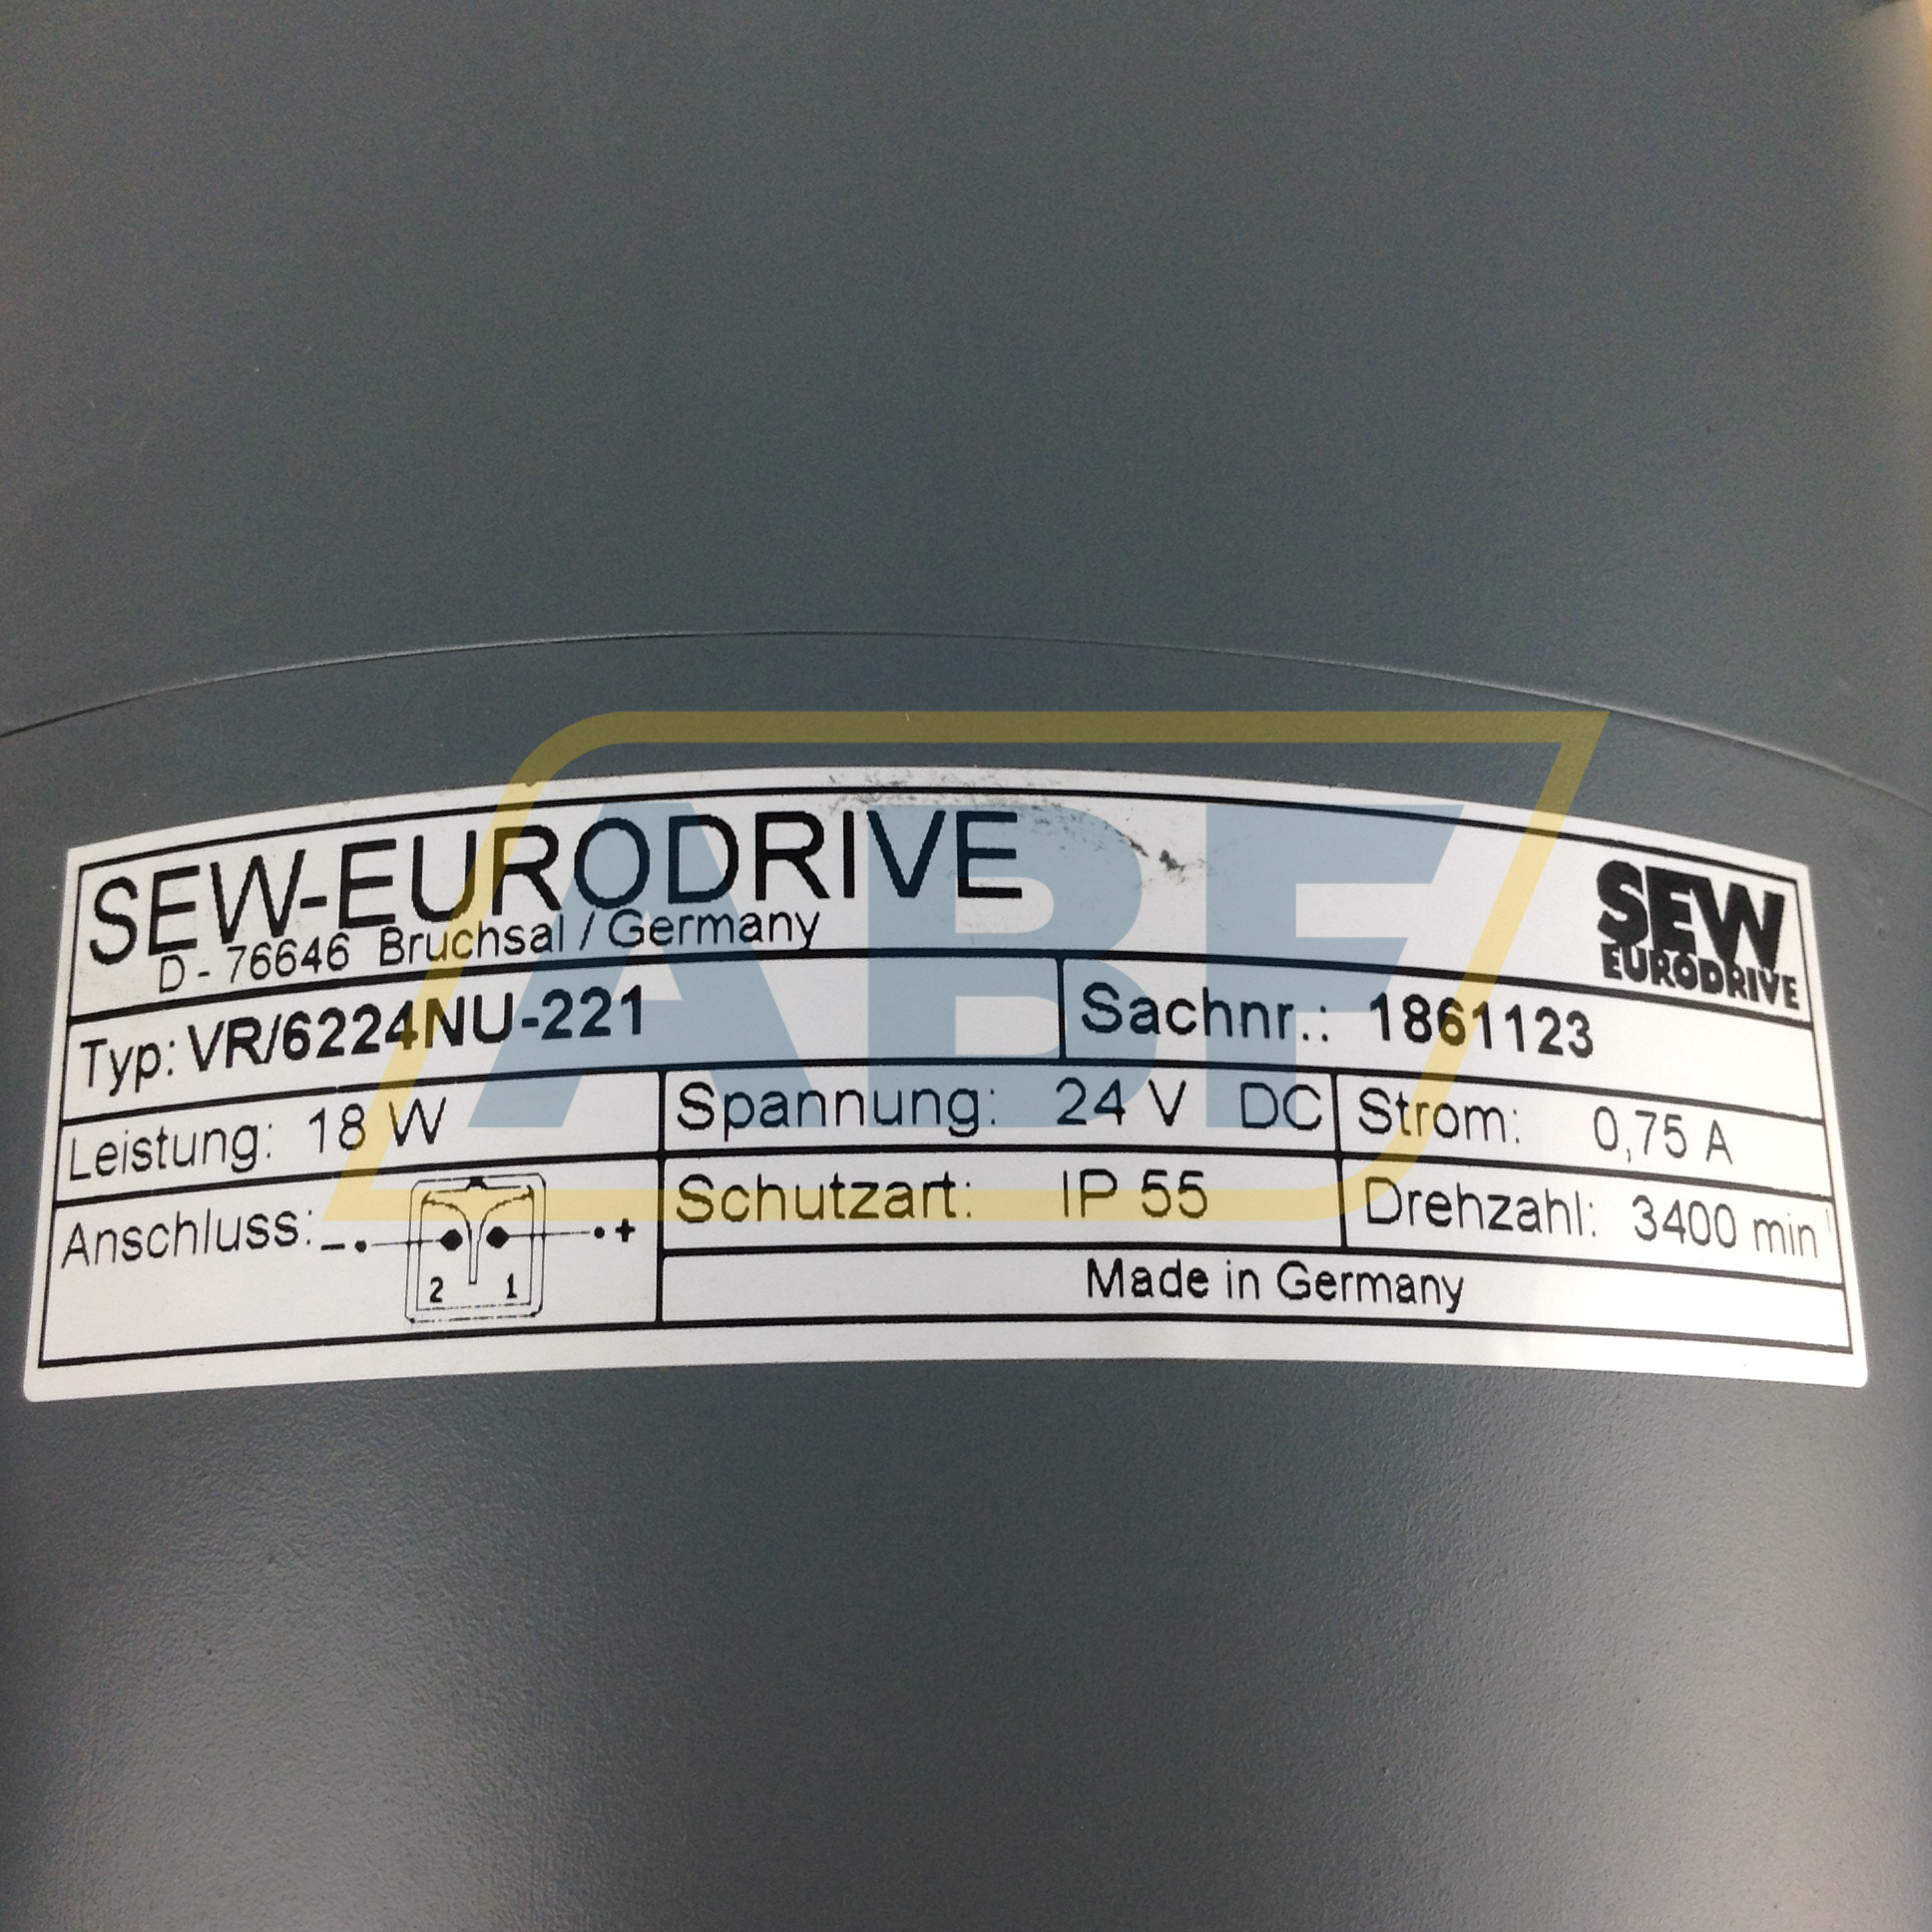 SEW-EURODRIVE
D - 76646 Bruchsal / Germany
SEW
EURODRIVE
Typ: VR/6224NU-221 Sachnr.: 1861123
Leistung: 18 W Spannung: 24 V DC Strom: 0,75 A
Anschluss: - + Schutzart: IP 55 Drehzahl: 3400 min⁻¹
2 1
Made in Germany
ABF